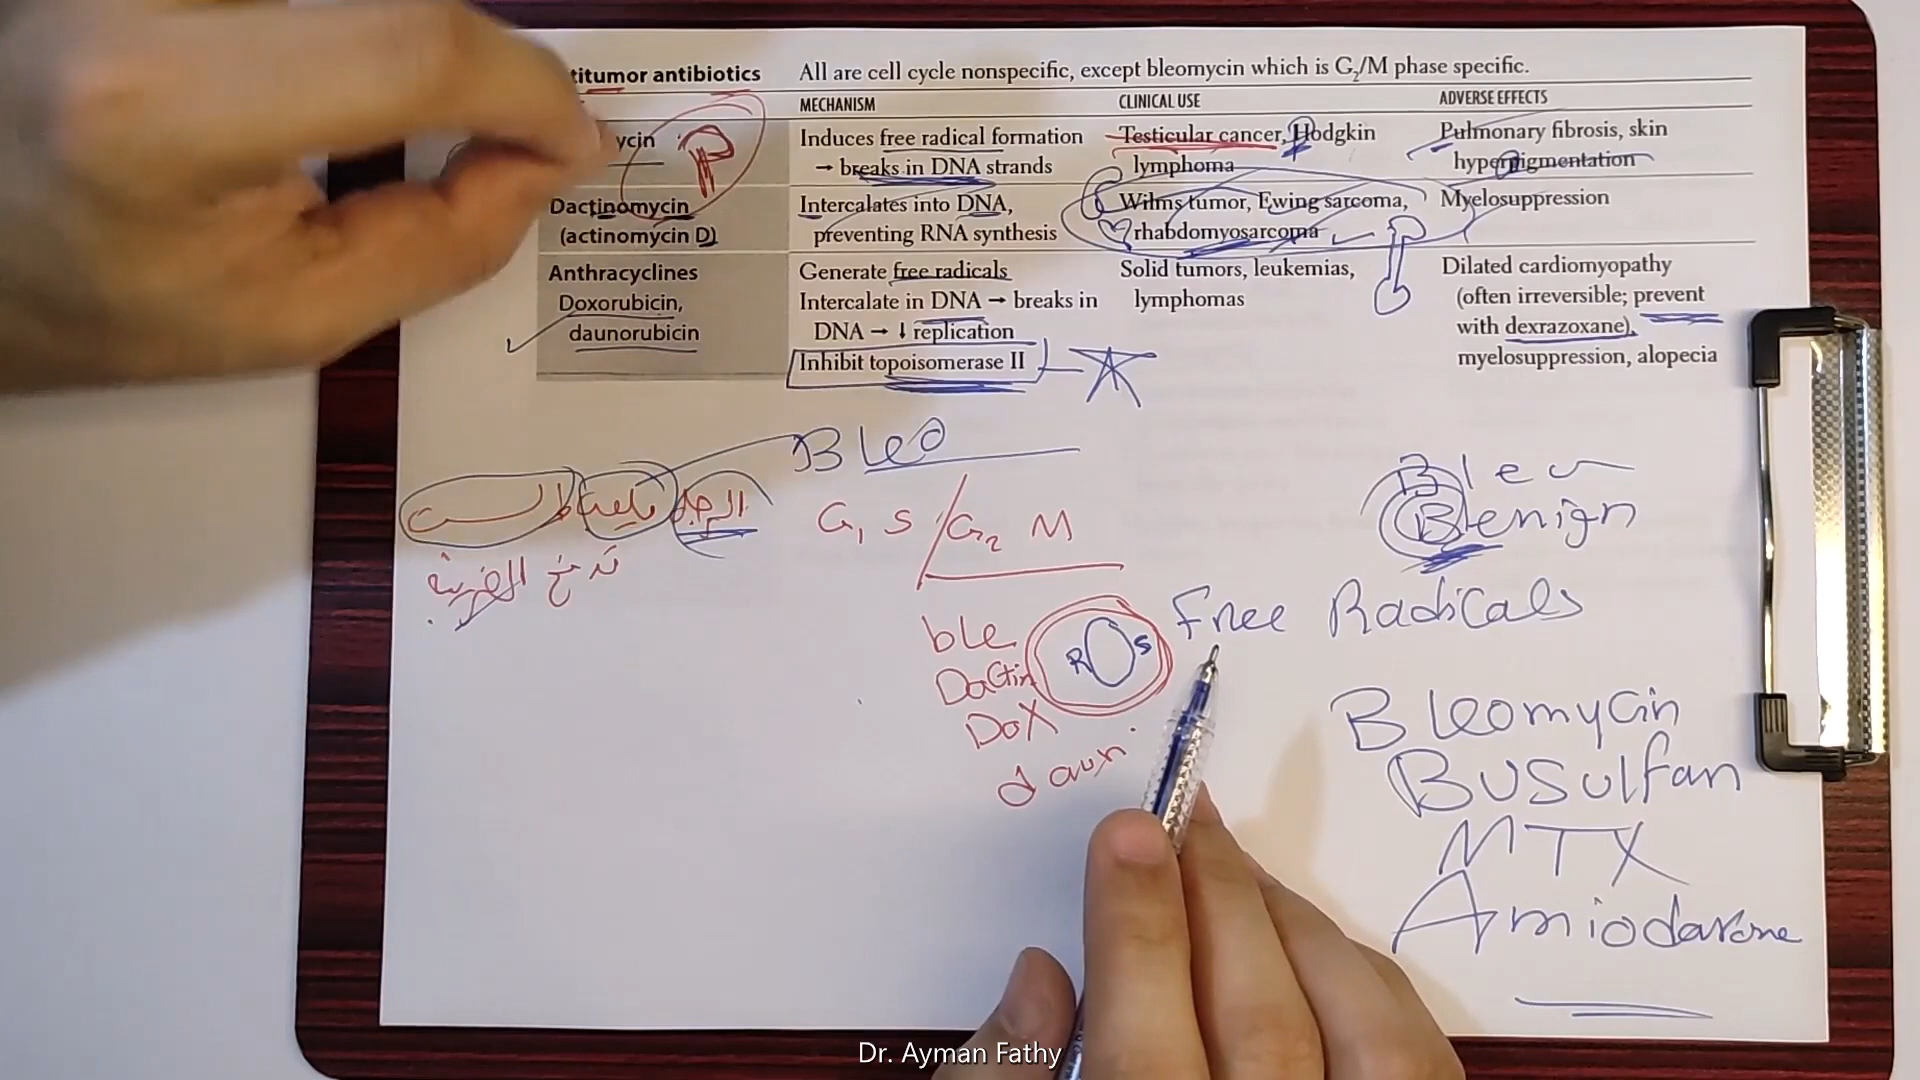 titumor antibiotics All are cell cycle nonspecific, except bleomycin which is G2/M phase specific.
MECHANISM CLINICAL USE ADVERSE EFFECTS
ycin Induces free radical formation Testicular cancer, Hodgkin Pulmonary fibrosis, skin
→ breaks in DNA strands lymphoma hyperpigmentation
Dactinomycin Intercalates into DNA, Wilms tumor, Ewing sarcoma, Myelosuppression
(actinomycin D) preventing RNA synthesis rhabdomyosarcoma
Anthracyclines Generate free radicals Solid tumors, leukemias, Dilated cardiomyopathy
Doxorubicin, Intercalate in DNA → breaks in lymphomas (often irreversible; prevent
daunorubicin DNA → ↓ replication with dexrazoxane),
Inhibit topoisomerase II myelosuppression, alopecia
Bleo
G1 S / G2 M
Benign
ble R O S Free Radicals
Dactin
Dox
daun
Bleomycin
Busulfan
MTX
Amiodarone
Dr. Ayman Fathy